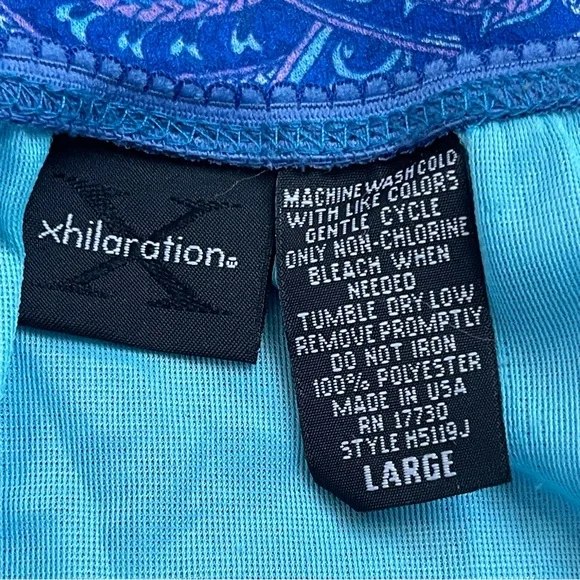 xhilaration
MACHINE WASH COLD
WITH LIKE COLORS
GENTLE CYCLE
ONLY NON-CHLORINE
BLEACH WHEN
NEEDED
TUMBLE DRY LOW
REMOVE PROMPTLY
DO NOT IRON
100% POLYESTER
MADE IN USA
RN 17730
STYLE H5119J
LARGE